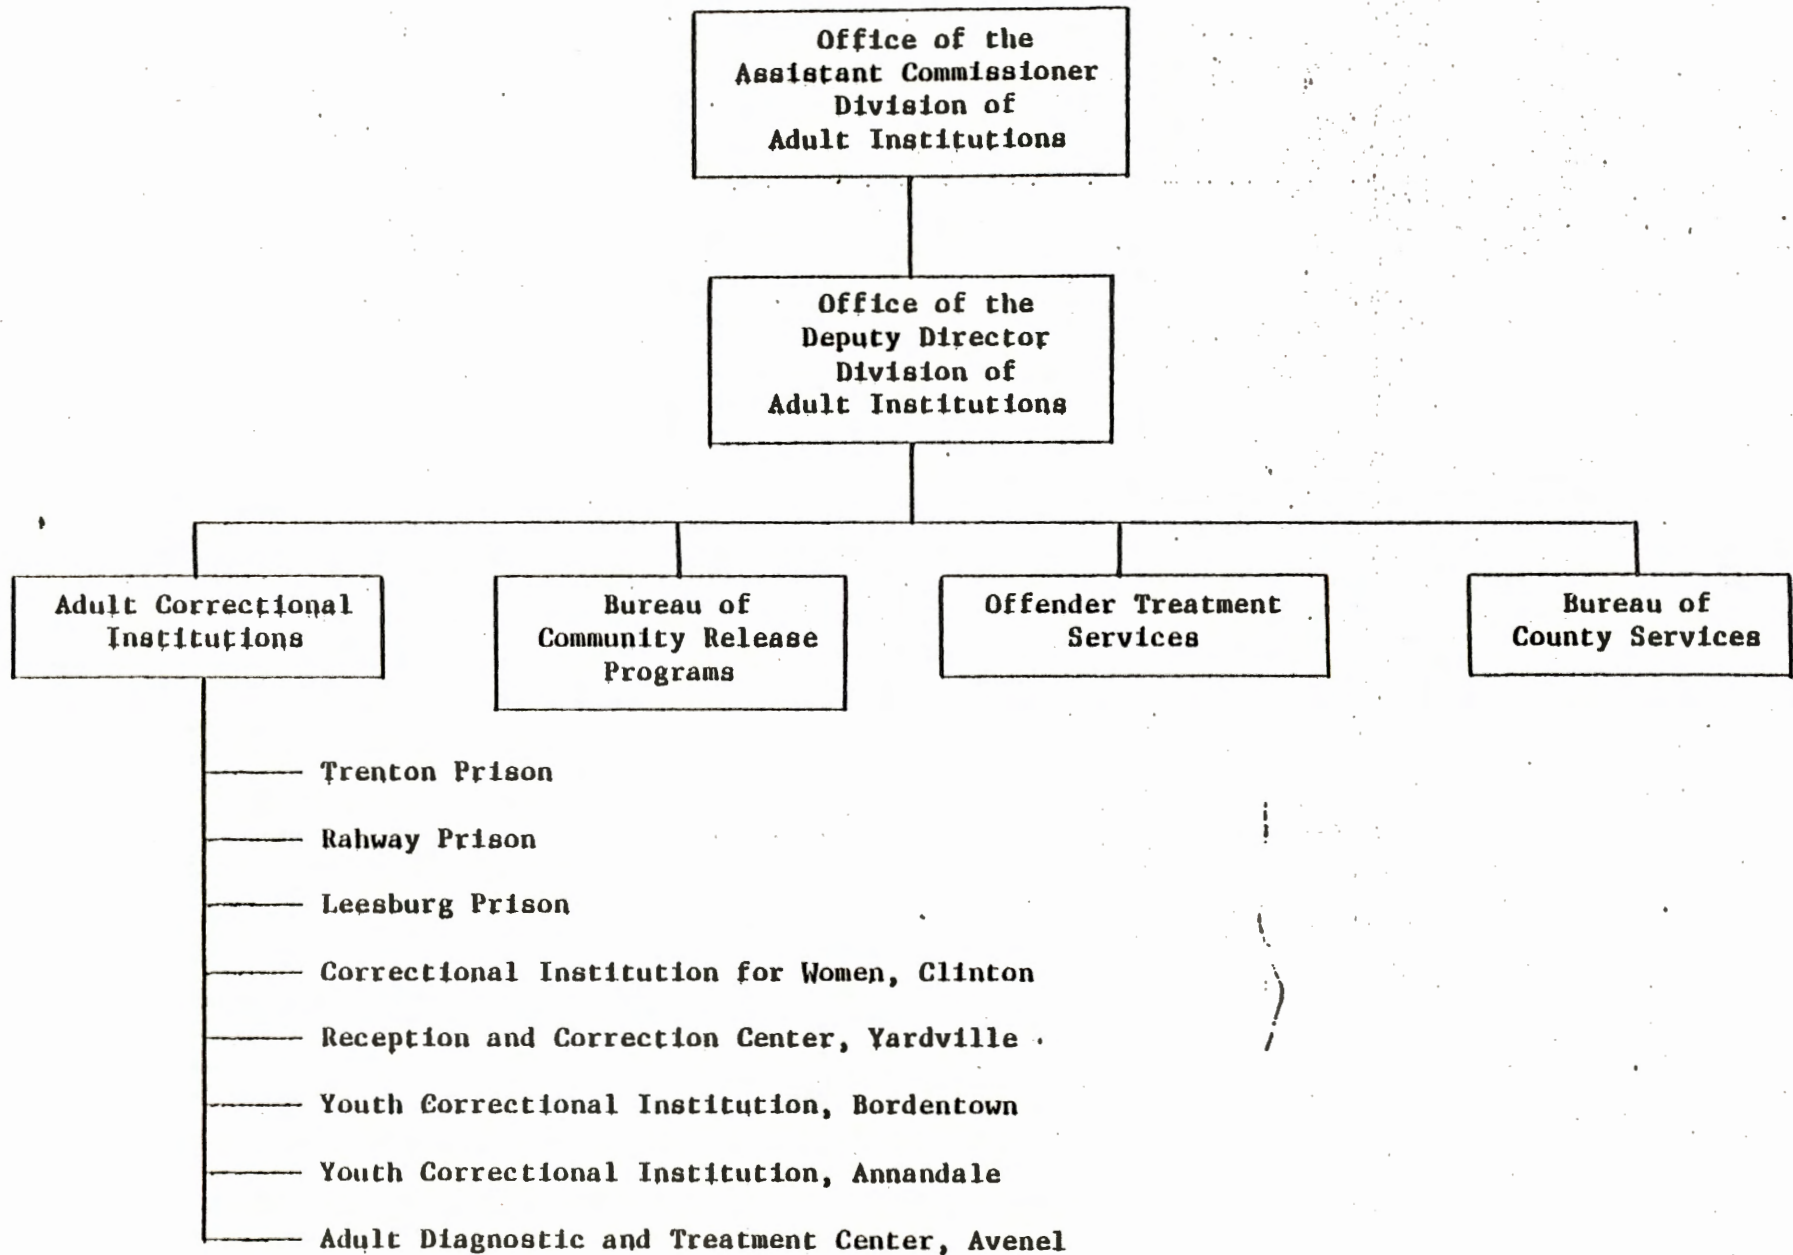 Office of the
Assistant Commissioner
Division of
Adult Institutions
Office of the
Deputy Director
Division of
Adult Institutions
Adult Correctional
Institutions
Bureau of
Community Release
Programs
Offender Treatment
Services
Bureau of
County Services
Trenton Prison
Rahway Prison
Leesburg Prison
Correctional Institution for Women, Clinton
Reception and Correction Center, Yardville
Youth Correctional Institution, Bordentown
Youth Correctional Institution, Annandale
Adult Diagnostic and Treatment Center, Avenel